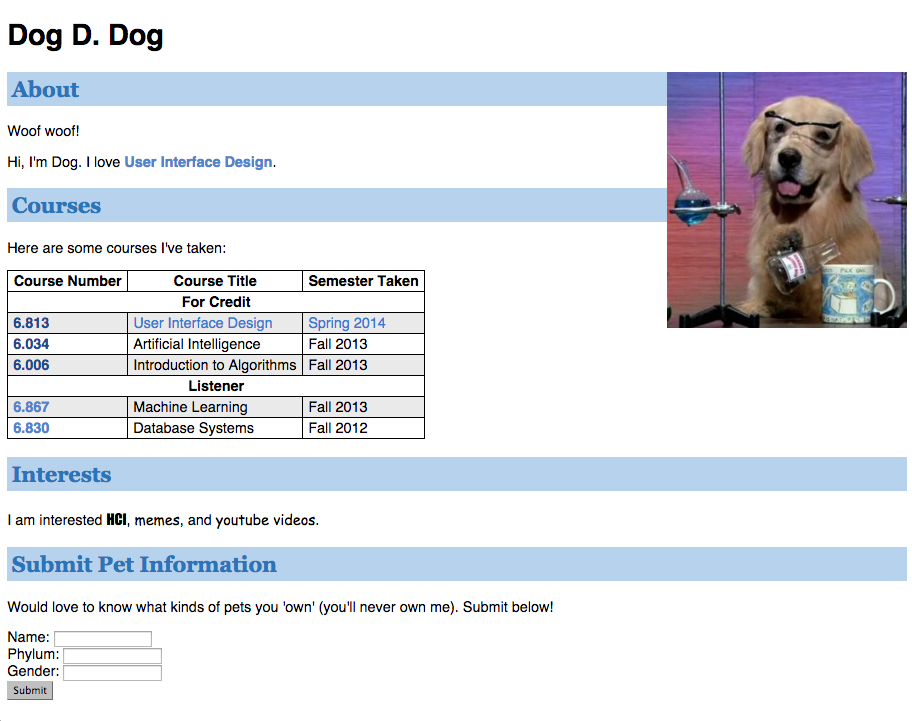 Dog D. Dog
About
Woof woof!
Hi, I'm Dog. I love User Interface Design.
Courses
Here are some courses I've taken:
Course Number Course Title Semester Taken
For Credit
6.813 User Interface Design Spring 2014
6.034 Artificial Intelligence Fall 2013
6.006 Introduction to Algorithms Fall 2013
Listener
6.867 Machine Learning Fall 2013
6.830 Database Systems Fall 2012
Interests
I am interested HCI, memes, and youtube videos.
Submit Pet Information
Would love to know what kinds of pets you 'own' (you'll never own me). Submit below!
Name:
Phylum:
Gender:
Submit